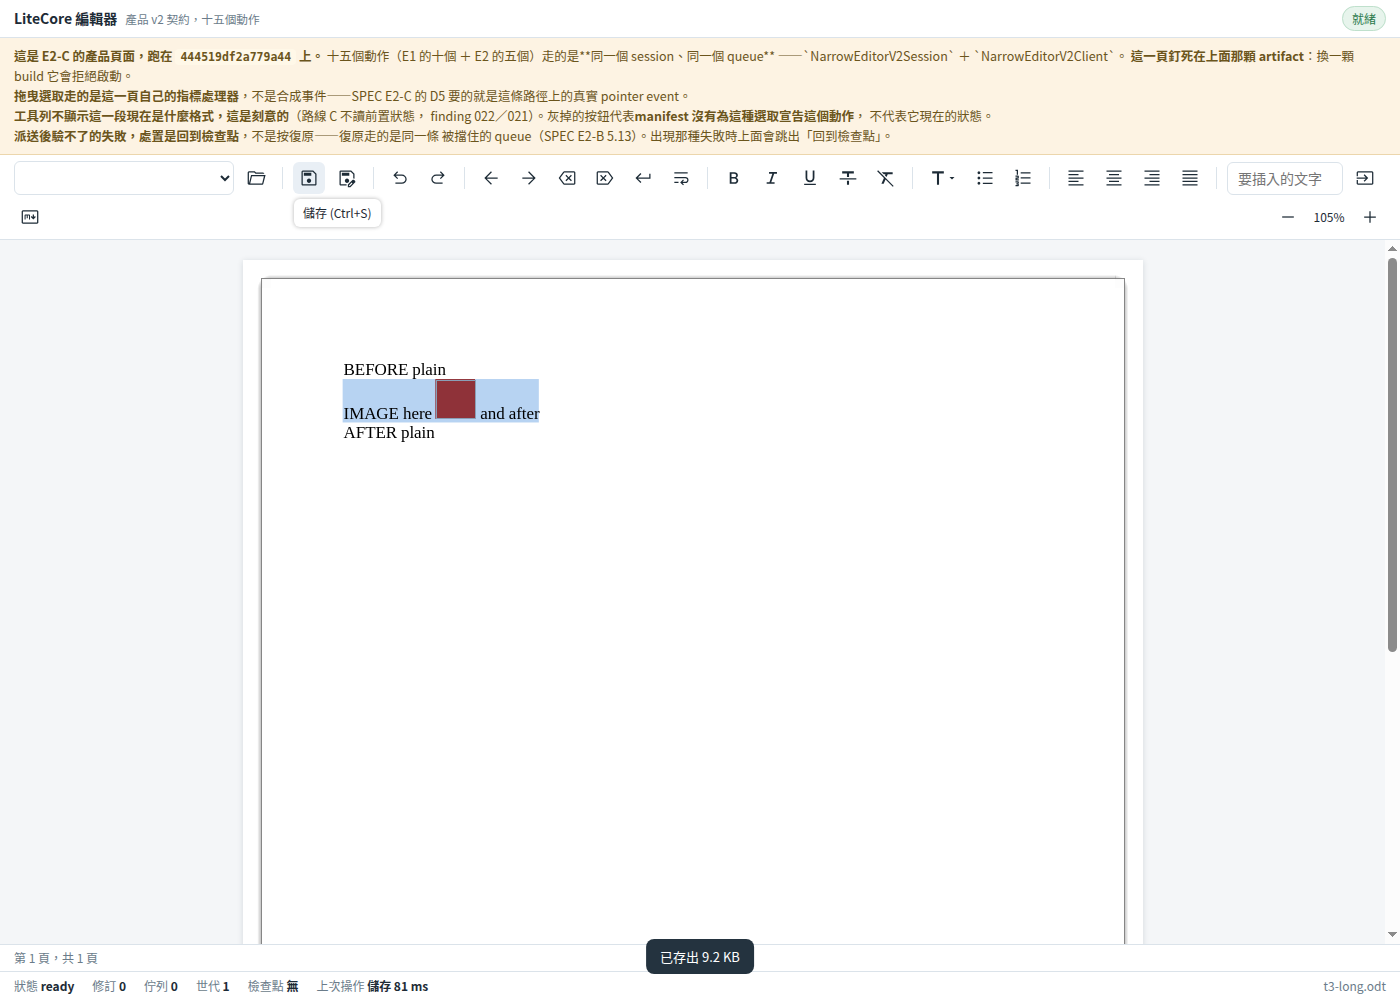 LiteCore 編輯器 產品 v2 契約，十五個動作 就緒
這是 E2-C 的產品頁面，跑在 444519df2a779a44 上。 十五個動作（E1 的十個 ＋ E2 的五個）走的是**同一個 session、同一個 queue** ——`NarrowEditorV2Session` ＋ `NarrowEditorV2Client`。 這一頁釘死在上面那顆 artifact：換一顆
build 它會拒絕啟動。
拖曳選取走的是這一頁自己的指標處理器，不是合成事件——SPEC E2-C 的 D5 要的就是這條路徑上的真實 pointer event。
工具列不顯示這一段現在是什麼格式，這是刻意的（路線 C 不讀前置狀態， finding 022／021）。灰掉的按鈕代表manifest 沒有為這種選取宣告這個動作， 不代表它現在的狀態。
派送後驗不了的失敗，處置是回到檢查點，不是按復原——復原走的是同一條 被擋住的 queue（SPEC E2-B 5.13）。出現那種失敗時上面會跳出「回到檢查點」。
要插入的文字
儲存 (Ctrl+S)
105%
BEFORE plain
IMAGE here and after
AFTER plain
第 1 頁，共 1 頁
已存出 9.2 KB
狀態 ready 修訂 0 佇列 0 世代 1 檢查點 無 上次操作 儲存 81 ms t3-long.odt